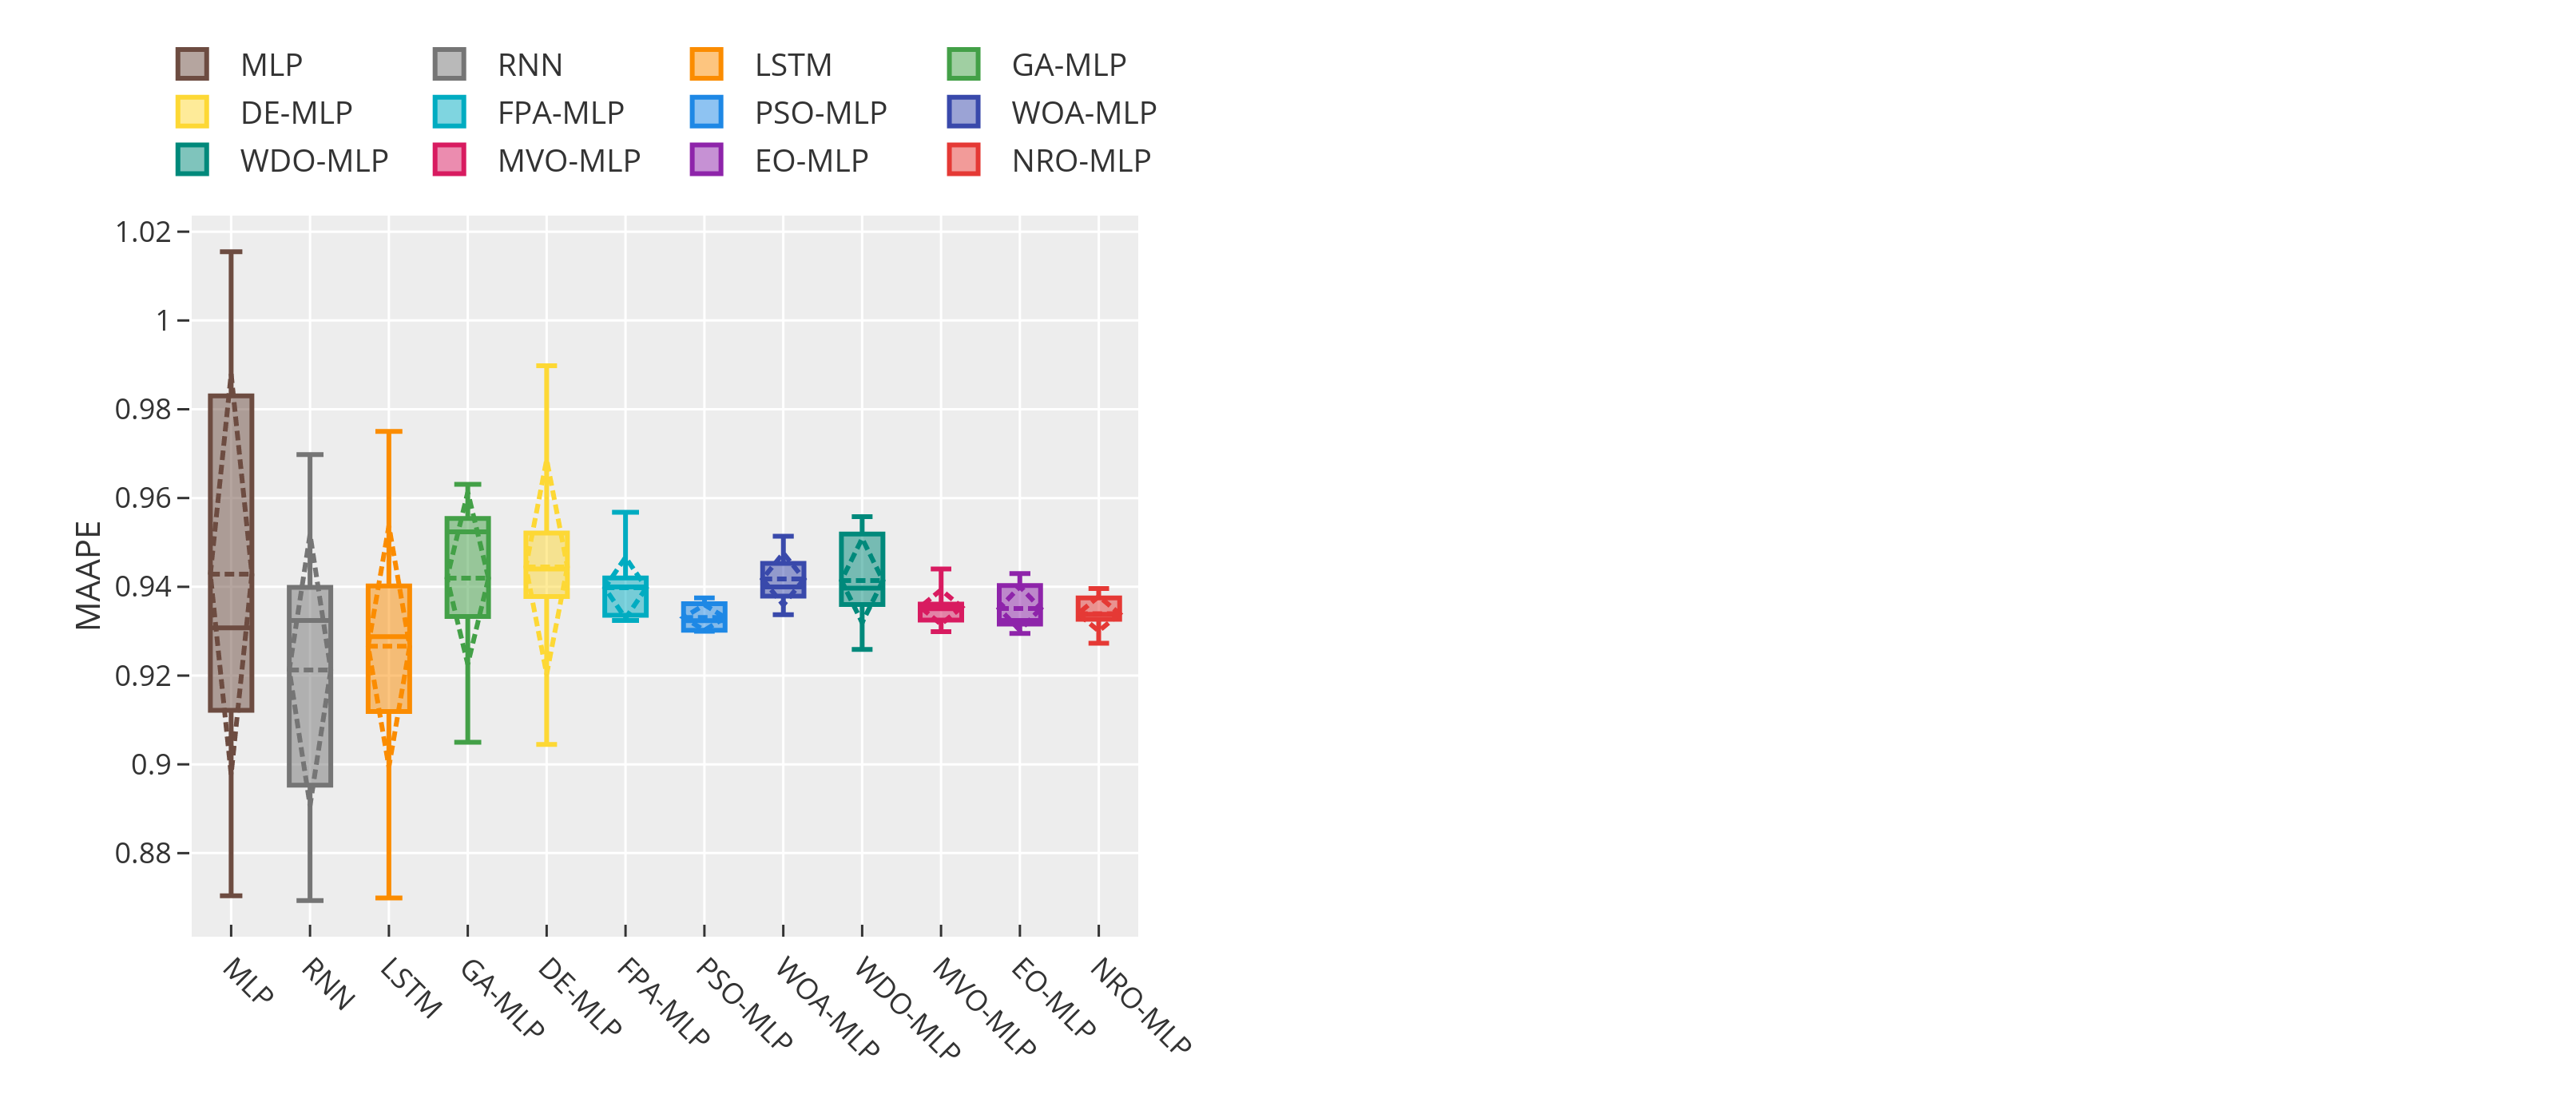 MLP RNN LSTM GA-MLP
DE-MLP FPA-MLP PSO-MLP WOA-MLP
WDO-MLP MVO-MLP EO-MLP NRO-MLP
1.02
1
0.98
0.96
0.94
0.92
0.9
0.88
MAAPE
MLP RNN LSTM GA-MLP DE-MLP FPA-MLP PSO-MLP WOA-MLP WDO-MLP MVO-MLP EO-MLP NRO-MLP